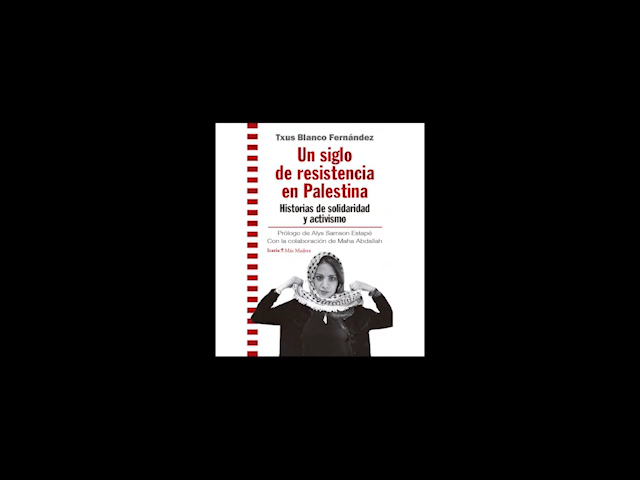 Txus Blanco Fernández
Un siglo
de resistencia
en Palestina
Historias de solidaridad
y activismo
Prólogo de Alys Samson Estapé
Con la colaboración de Maha Abdallah
Icaria Más Madera